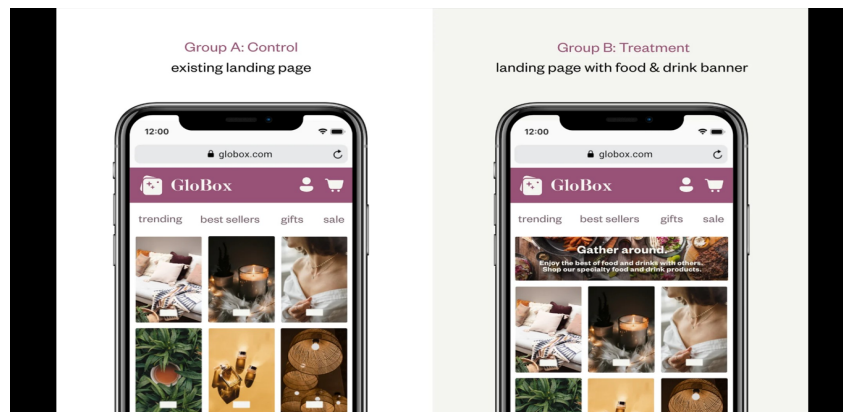 Group A: Control
existing landing page
12:00
globox.com
GloBox
trending best sellers gifts sale
Group B: Treatment
landing page with food & drink banner
12:00
globox.com
GloBox
trending best sellers gifts sale
Gather around.
Enjoy the best of food and drinks with others.
Shop our specialty food and drink products.